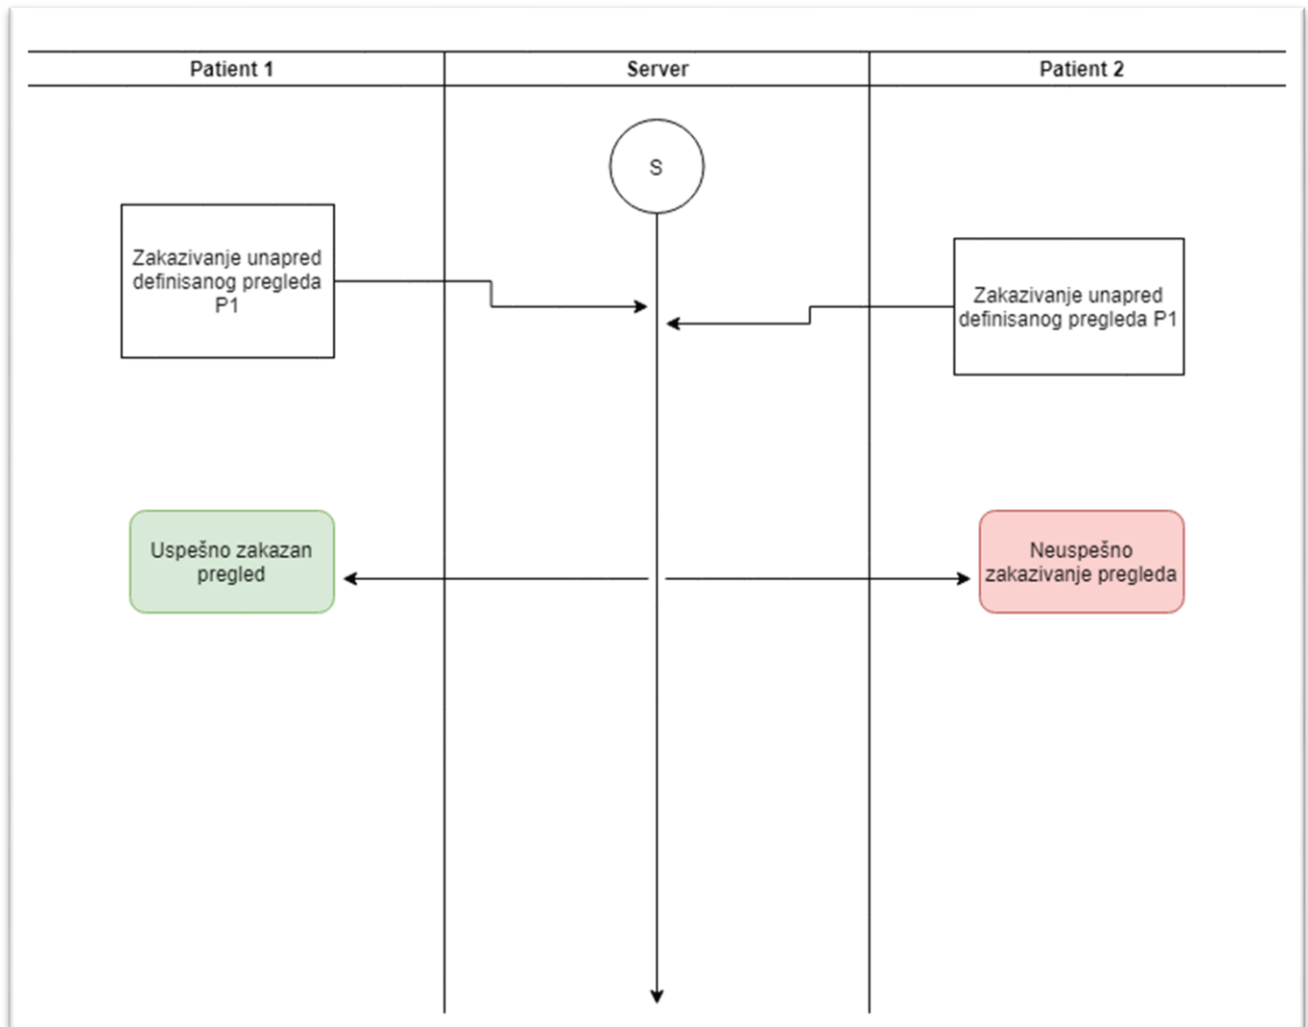 Patient 1
Server
Patient 2
S
Zakazivanje unapred
definisanog pregleda
P1
Zakazivanje unapred
definisanog pregleda P1
Uspešno zakazan
pregled
Neuspešno
zakazivanje pregleda